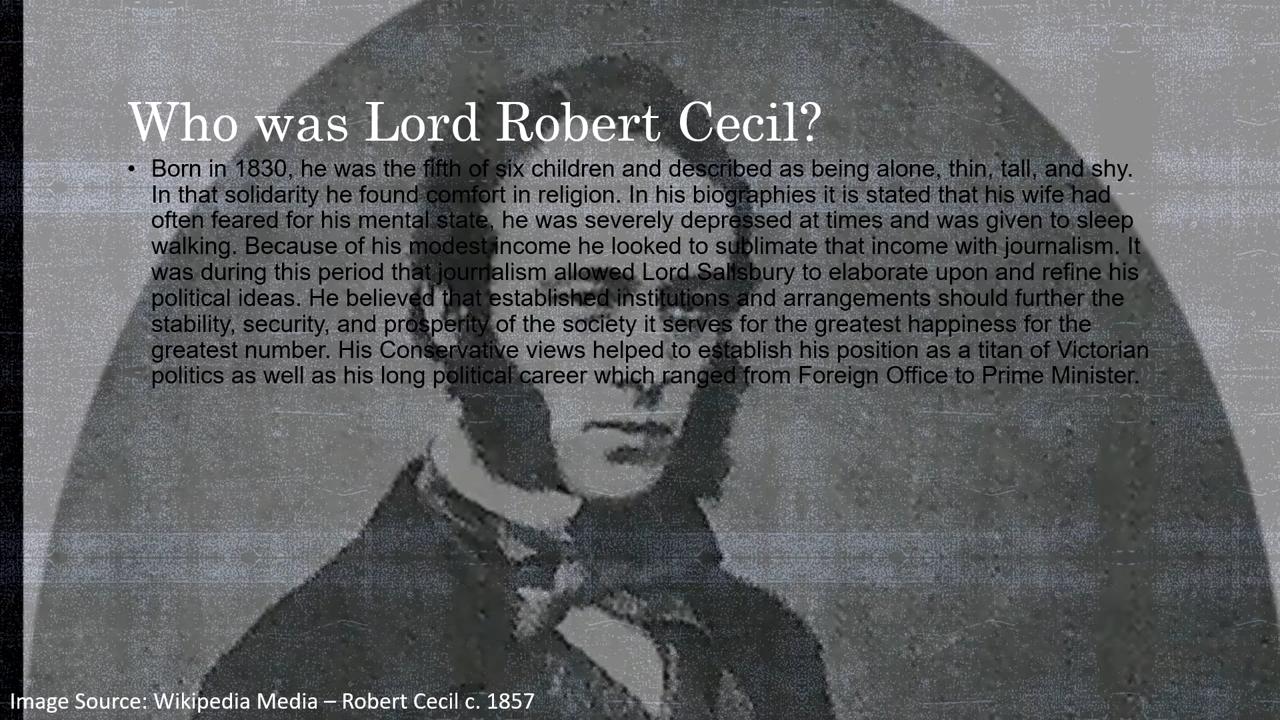 Who was Lord Robert Cecil?
• Born in 1830, he was the fifth of six children and described as being alone, thin, tall, and shy.
In that solidarity he found comfort in religion. In his biographies it is stated that his wife had
often feared for his mental state, he was severely depressed at times and was given to sleep
walking. Because of his modest income he looked to sublimate that income with journalism. It
was during this period that journalism allowed Lord Salisbury to elaborate upon and refine his
political ideas. He believed that established institutions and arrangements should further the
stability, security, and prosperity of the society it serves for the greatest happiness for the
greatest number. His Conservative views helped to establish his position as a titan of Victorian
politics as well as his long political career which ranged from Foreign Office to Prime Minister.
Image Source: Wikipedia Media – Robert Cecil c. 1857